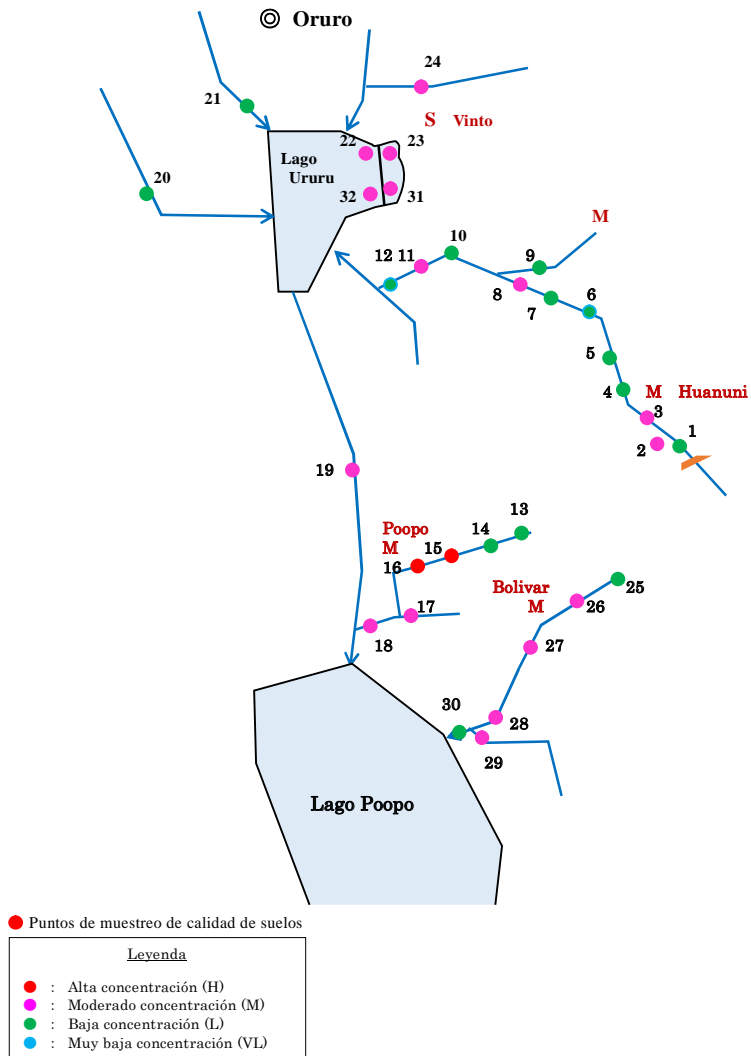 Oruro
24
21
S Vinto
22
23
Lago
Ururu
20
32
31
M
10
9
12 11
8
6
7
5
4
M Huanuni
3
1
2
19
13
Poopo
14
M
15
16
Bolivar
25
M
26
17
18
27
30
28
29
Lago Poopo
Puntos de muestreo de calidad de suelos
Leyenda
: Alta concentración (H)
: Moderado concentración (M)
: Baja concentración (L)
: Muy baja concentración (VL)